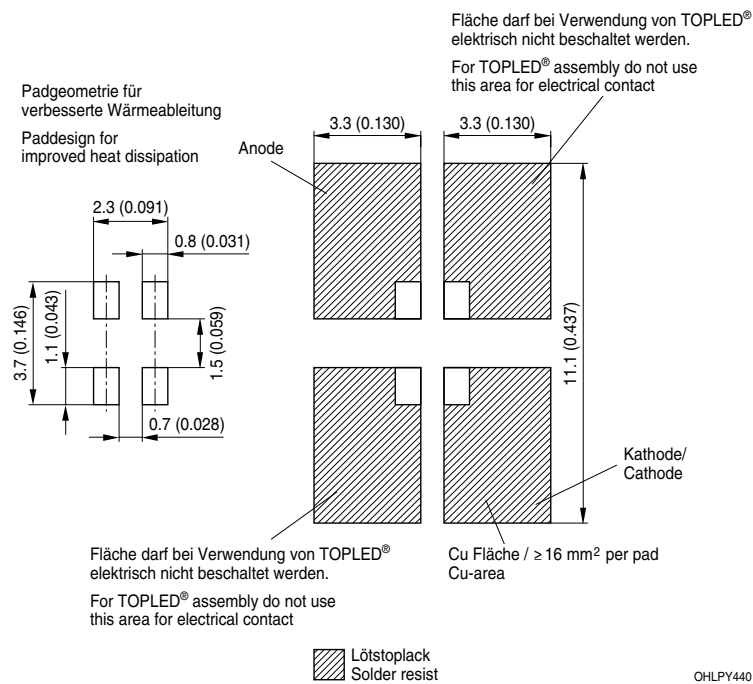 Fläche darf bei Verwendung von TOPLED®
elektrisch nicht beschaltet werden.
For TOPLED® assembly do not use
this area for electrical contact
Padgeometrie für
verbesserte Wärmeableitung
Paddesign for
improved heat dissipation
Anode
3.3 (0.130)
3.3 (0.130)
2.3 (0.091)
0.8 (0.031)
3.7 (0.146)
1.1 (0.043)
1.5 (0.059)
0.7 (0.028)
11.1 (0.437)
Kathode/
Cathode
Fläche darf bei Verwendung von TOPLED®
elektrisch nicht beschaltet werden.
For TOPLED® assembly do not use
this area for electrical contact
Cu Fläche / ≥ 16 mm² per pad
Cu-area
Lötstoplack
Solder resist
OHLPY440